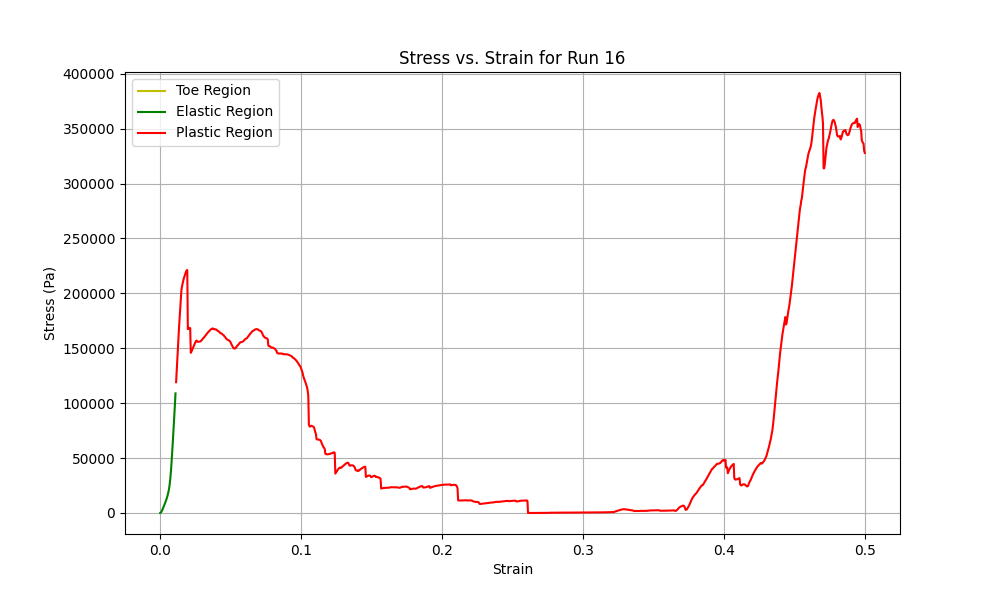 Stress vs. Strain for Run 16
Toe Region
Elastic Region
Plastic Region
Stress (Pa)
400000
350000
300000
250000
200000
150000
100000
50000
0
0.0 0.1 0.2 0.3 0.4 0.5
Strain